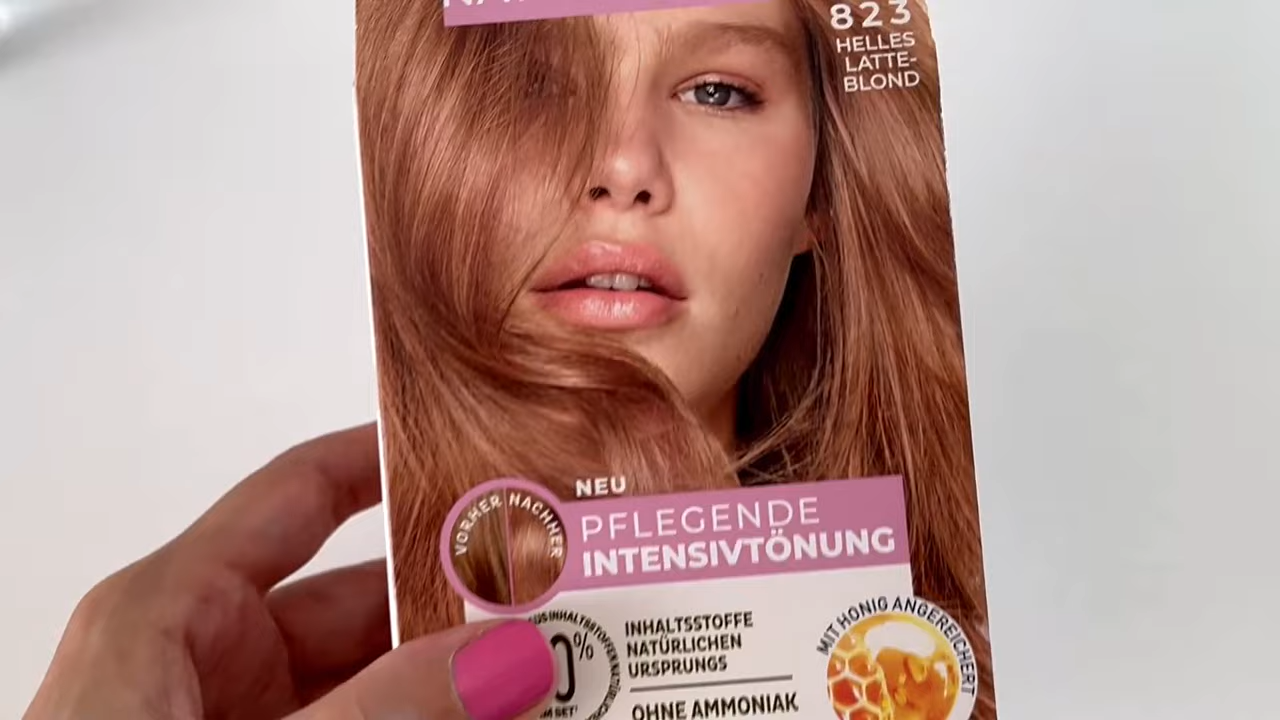 823
HELLES
LATTE-
BLOND
NEU
VORHER NACHHER
PFLEGENDE
INTENSIVTÖNUNG
INHALTSSTOFFE
NATÜRLICHEN
URSPRUNGS
OHNE AMMONIAK
MIT HONIG ANGEREICHERT